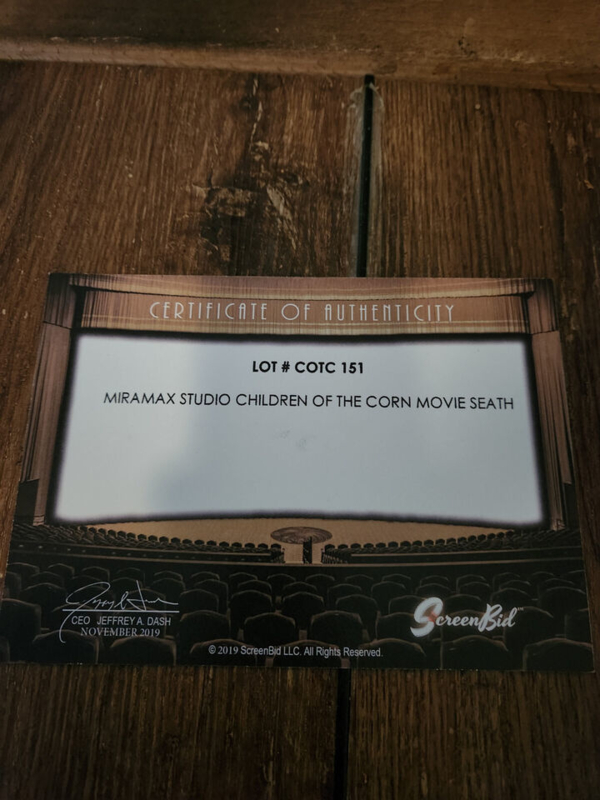 CERTIFICATE OF AUTHENTICITY
LOT # COTC 151
MIRAMAX STUDIO CHILDREN OF THE CORN MOVIE SEATH
CEO JEFFREY A. DASH
NOVEMBER 2019
ScreenBid™
© 2019 ScreenBid LLC. All Rights Reserved.